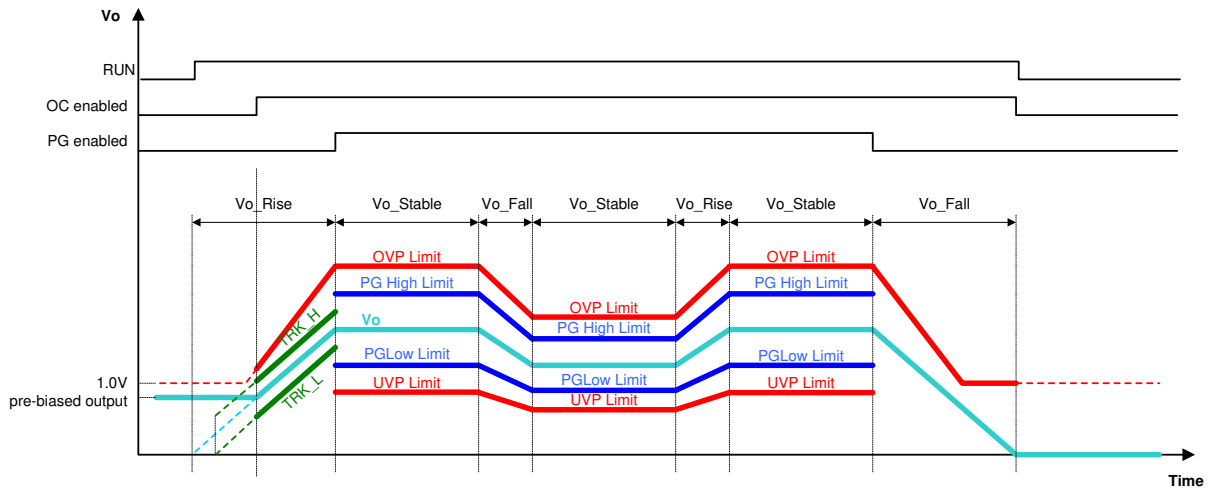 Vo
RUN
OC enabled
PG enabled
Vo_Rise
Vo_Stable
Vo_Fall
Vo_Stable
Vo_Rise
Vo_Stable
Vo_Fall
OVP Limit
OVP Limit
PG High Limit
PG High Limit
OVP Limit
TRK_H
Vo
PG High Limit
PGLow Limit
PGLow Limit
1.0V
TRK_L
UVP Limit
PGLow Limit
UVP Limit
pre-biased output
UVP Limit
Time